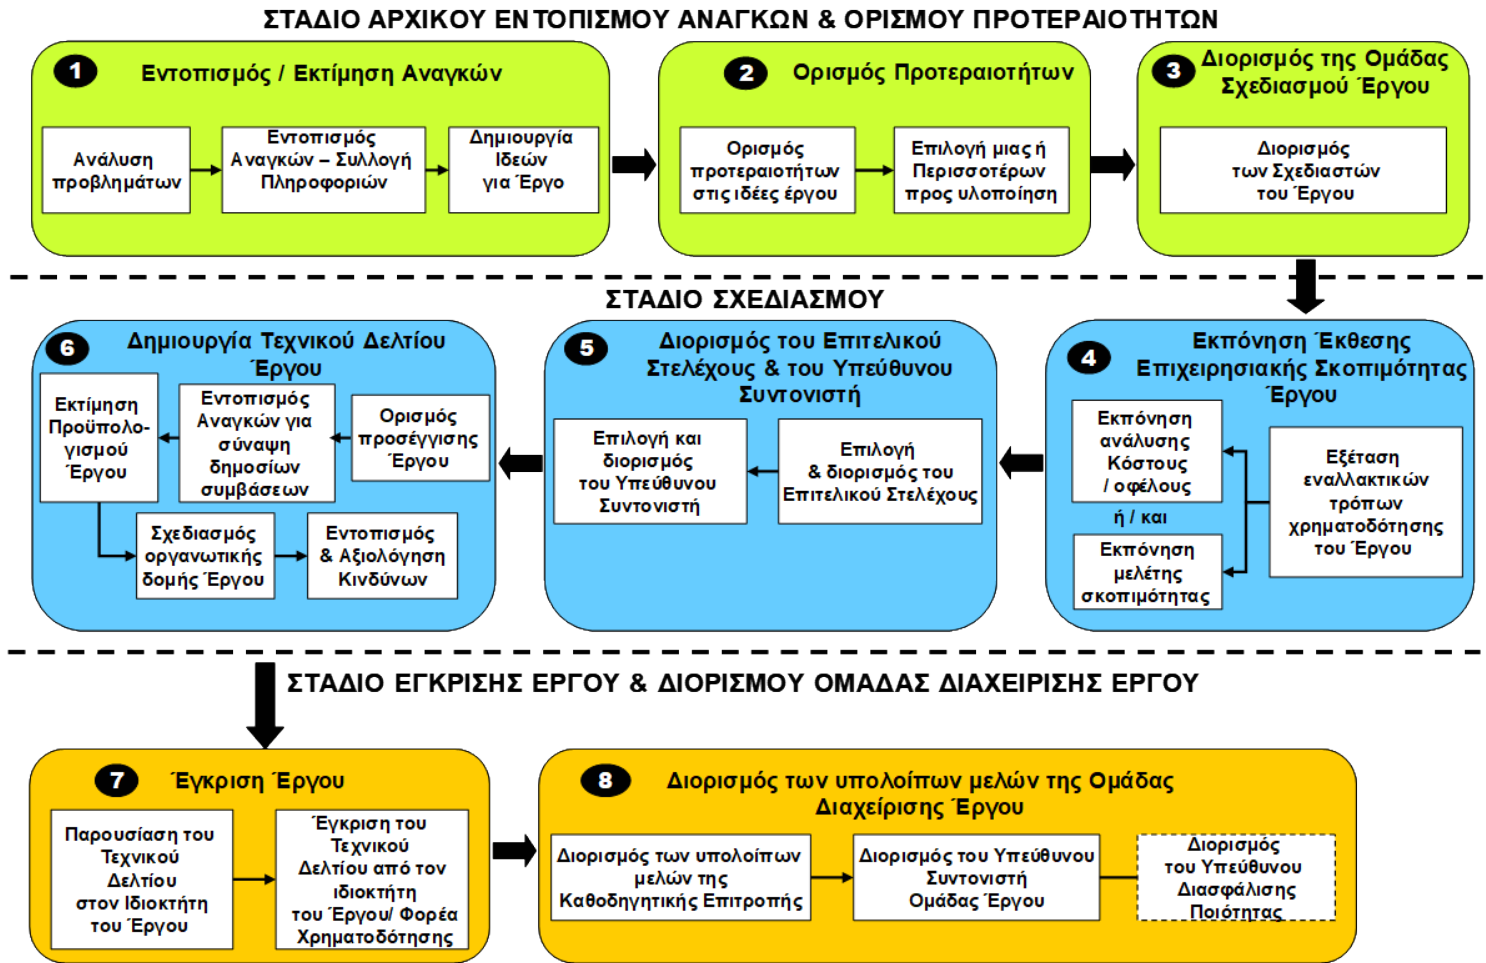 ΣΤΑΔΙΟ ΑΡΧΙΚΟΥ ΕΝΤΟΠΙΣΜΟΥ ΑΝΑΓΚΩΝ & ΟΡΙΣΜΟΥ ΠΡΟΤΕΡΑΙΟΤΗΤΩΝ
1
Εντοπισμός / Εκτίμηση Αναγκών
Ανάλυση
προβλημάτων
Εντοπισμός
Αναγκών – Συλλογή
Πληροφοριών
Δημιουργία
Ιδεών
για Έργο
2
Ορισμός Προτεραιοτήτων
Ορισμός
προτεραιοτήτων
στις ιδέες έργου
Επιλογή μιας ή
Περισσοτέρων
προς υλοποίηση
3
Διορισμός της Ομάδας
Σχεδιασμού Έργου
Διορισμός
των Σχεδιαστών
του Έργου
ΣΤΑΔΙΟ ΣΧΕΔΙΑΣΜΟΥ
4
Εκπόνηση Έκθεσης
Επιχειρησιακής Σκοπιμότητας
Έργου
Εξέταση
εναλλακτικών
τρόπων
χρηματοδότησης
του Έργου
Εκπόνηση
ανάλυσης
Κόστους
/ οφέλους
ή / και
Εκπόνηση
μελέτης
σκοπιμότητας
5
Διορισμός του Επιτελικού
Στελέχους & του Υπεύθυνου
Συντονιστή
Επιλογή
& διορισμός του
Επιτελικού Στελέχους
Επιλογή και
διορισμός
του Υπεύθυνου
Συντονιστή
6
Δημιουργία Τεχνικού Δελτίου
Έργου
Ορισμός
προσέγγισης
Έργου
Εντοπισμός
Αναγκών για
σύναψη
δημοσίων
συμβάσεων
Εκτίμηση
Προϋπολο-
γισμού
Έργου
Σχεδιασμός
οργανωτικής
δομής Έργου
Εντοπισμός
& Αξιολόγηση
Κινδύνων
ΣΤΑΔΙΟ ΕΓΚΡΙΣΗΣ ΕΡΓΟΥ & ΔΙΟΡΙΣΜΟΥ ΟΜΑΔΑΣ ΔΙΑΧΕΙΡΙΣΗΣ ΕΡΓΟΥ
7
Έγκριση Έργου
Παρουσίαση του
Τεχνικού
Δελτίου
στον Ιδιοκτήτη
του Έργου
Έγκριση του
Τεχνικού
Δελτίου από τον
ιδιοκτήτη
του Έργου/ Φορέα
Χρηματοδότησης
8
Διορισμός των υπολοίπων μελών της Ομάδας
Διαχείρισης Έργου
Διορισμός των υπολοίπων
μελών της
Καθοδηγητικής Επιτροπής
Διορισμός του Υπεύθυνου
Συντονιστή
Ομάδας Έργου
Διορισμός
του Υπεύθυνου
Διασφάλισης
Ποιότητας